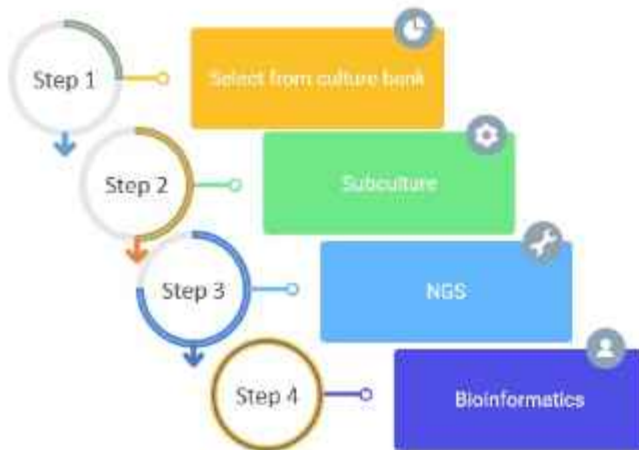 Step 1
Select from culture bank
Step 2
Subculture
Step 3
NGS
Step 4
Bioinformatics